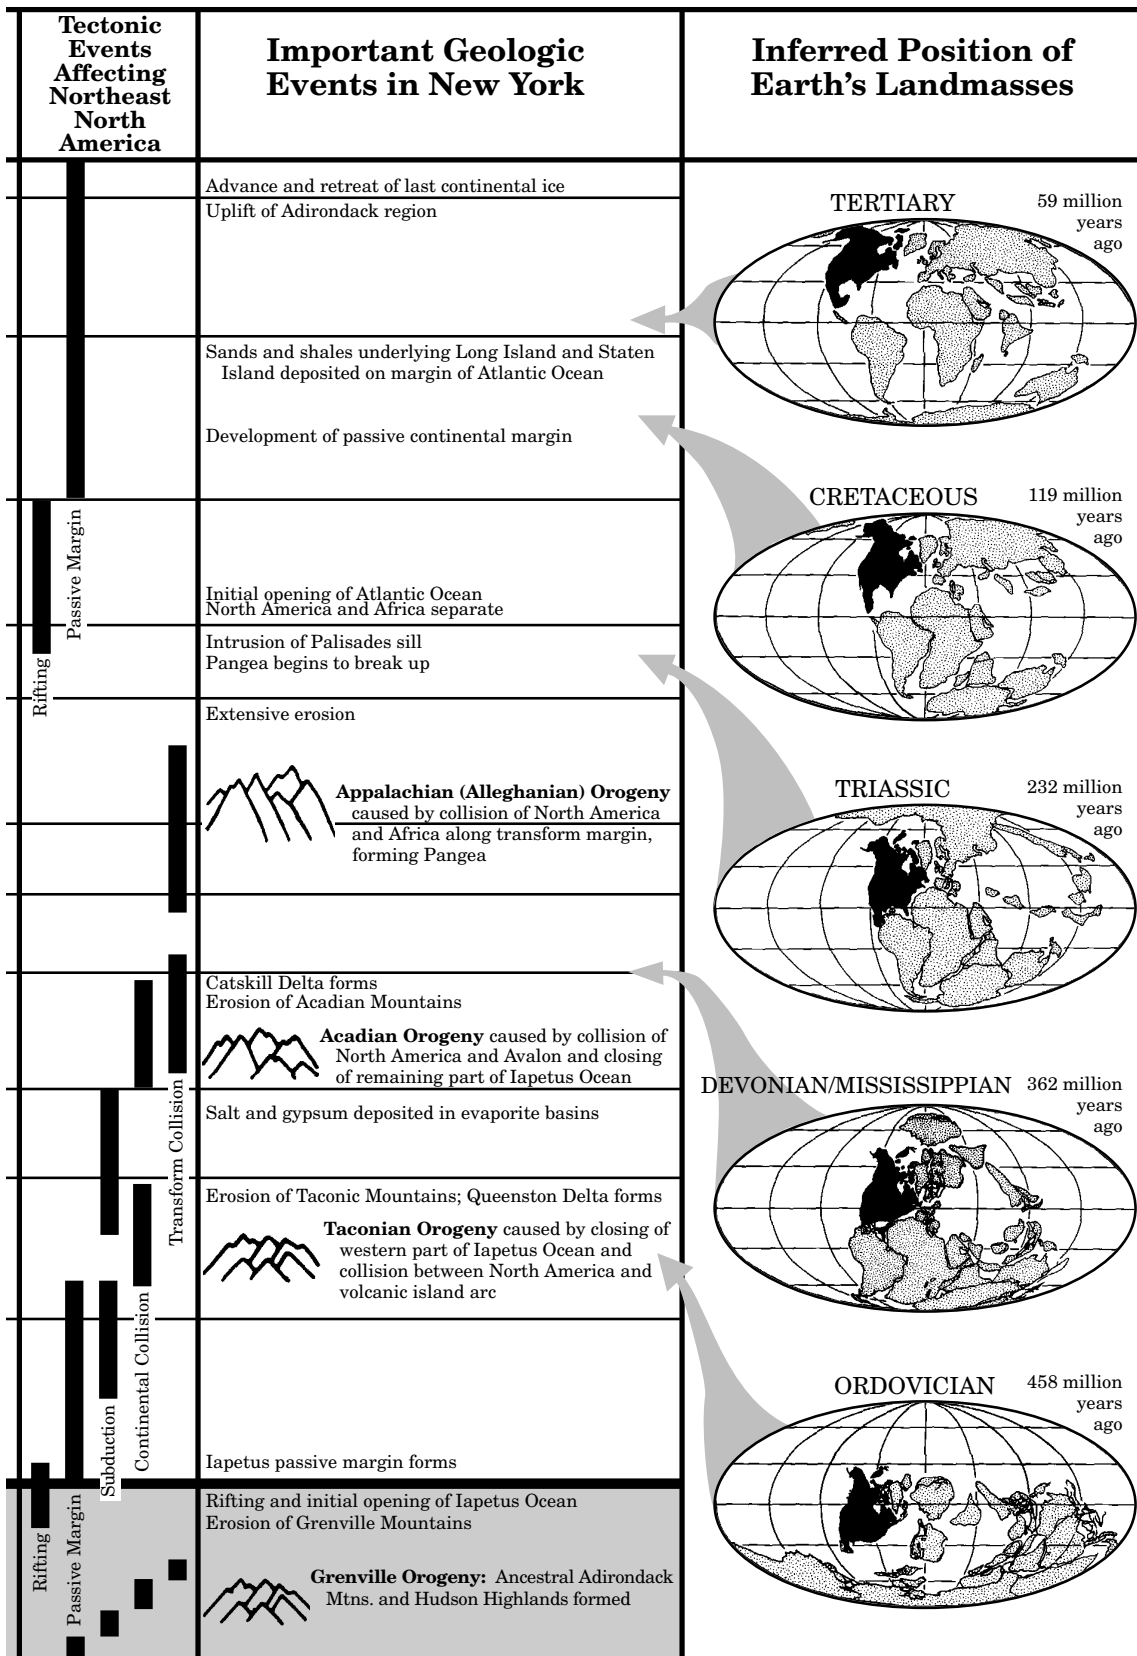 Tectonic
Events
Affecting
Northeast
North
America
Important Geologic
Events in New York
Inferred Position of
Earth's Landmasses
Advance and retreat of last continental ice
Uplift of Adirondack region
Sands and shales underlying Long Island and Staten
Island deposited on margin of Atlantic Ocean
Development of passive continental margin
Initial opening of Atlantic Ocean
North America and Africa separate
Intrusion of Palisades sill
Pangea begins to break up
Extensive erosion
Appalachian (Alleghanian) Orogeny
caused by collision of North America
and Africa along transform margin,
forming Pangea
Catskill Delta forms
Erosion of Acadian Mountains
Acadian Orogeny caused by collision of
North America and Avalon and closing
of remaining part of Iapetus Ocean
Salt and gypsum deposited in evaporite basins
Erosion of Taconic Mountains; Queenston Delta forms
Taconian Orogeny caused by closing of
western part of Iapetus Ocean and
collision between North America and
volcanic island arc
Iapetus passive margin forms
Rifting and initial opening of Iapetus Ocean
Erosion of Grenville Mountains
Grenville Orogeny: Ancestral Adirondack
Mtns. and Hudson Highlands formed
Rifting
Passive Margin
Transform Collision
Continental Collision
Subduction
Rifting
Passive Margin
TERTIARY
59 million
years
ago
CRETACEOUS
119 million
years
ago
TRIASSIC
232 million
years
ago
DEVONIAN/MISSISSIPPIAN
362 million
years
ago
ORDOVICIAN
458 million
years
ago